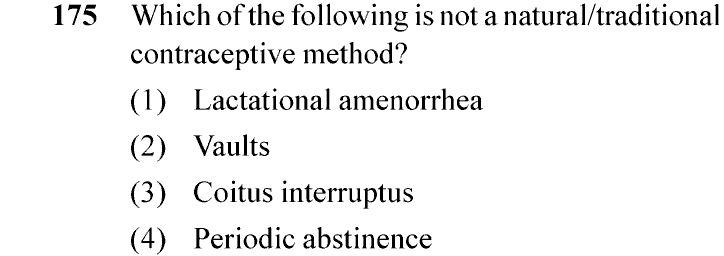 175 Which of the following is not a natural/traditional
contraceptive method?
(1) Lactational amenorrhea
(2) Vaults
(3) Coitus interruptus
(4) Periodic abstinence